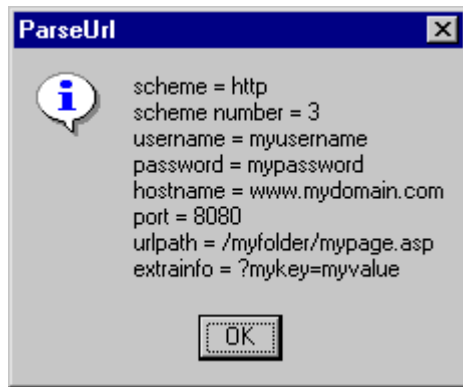 ParseUrl
scheme = http
scheme number = 3
username = myusername
password = mypassword
hostname = www.mydomain.com
port = 8080
urlpath = /myfolder/mypage.asp
extrainfo = ?mykey=myvalue
OK